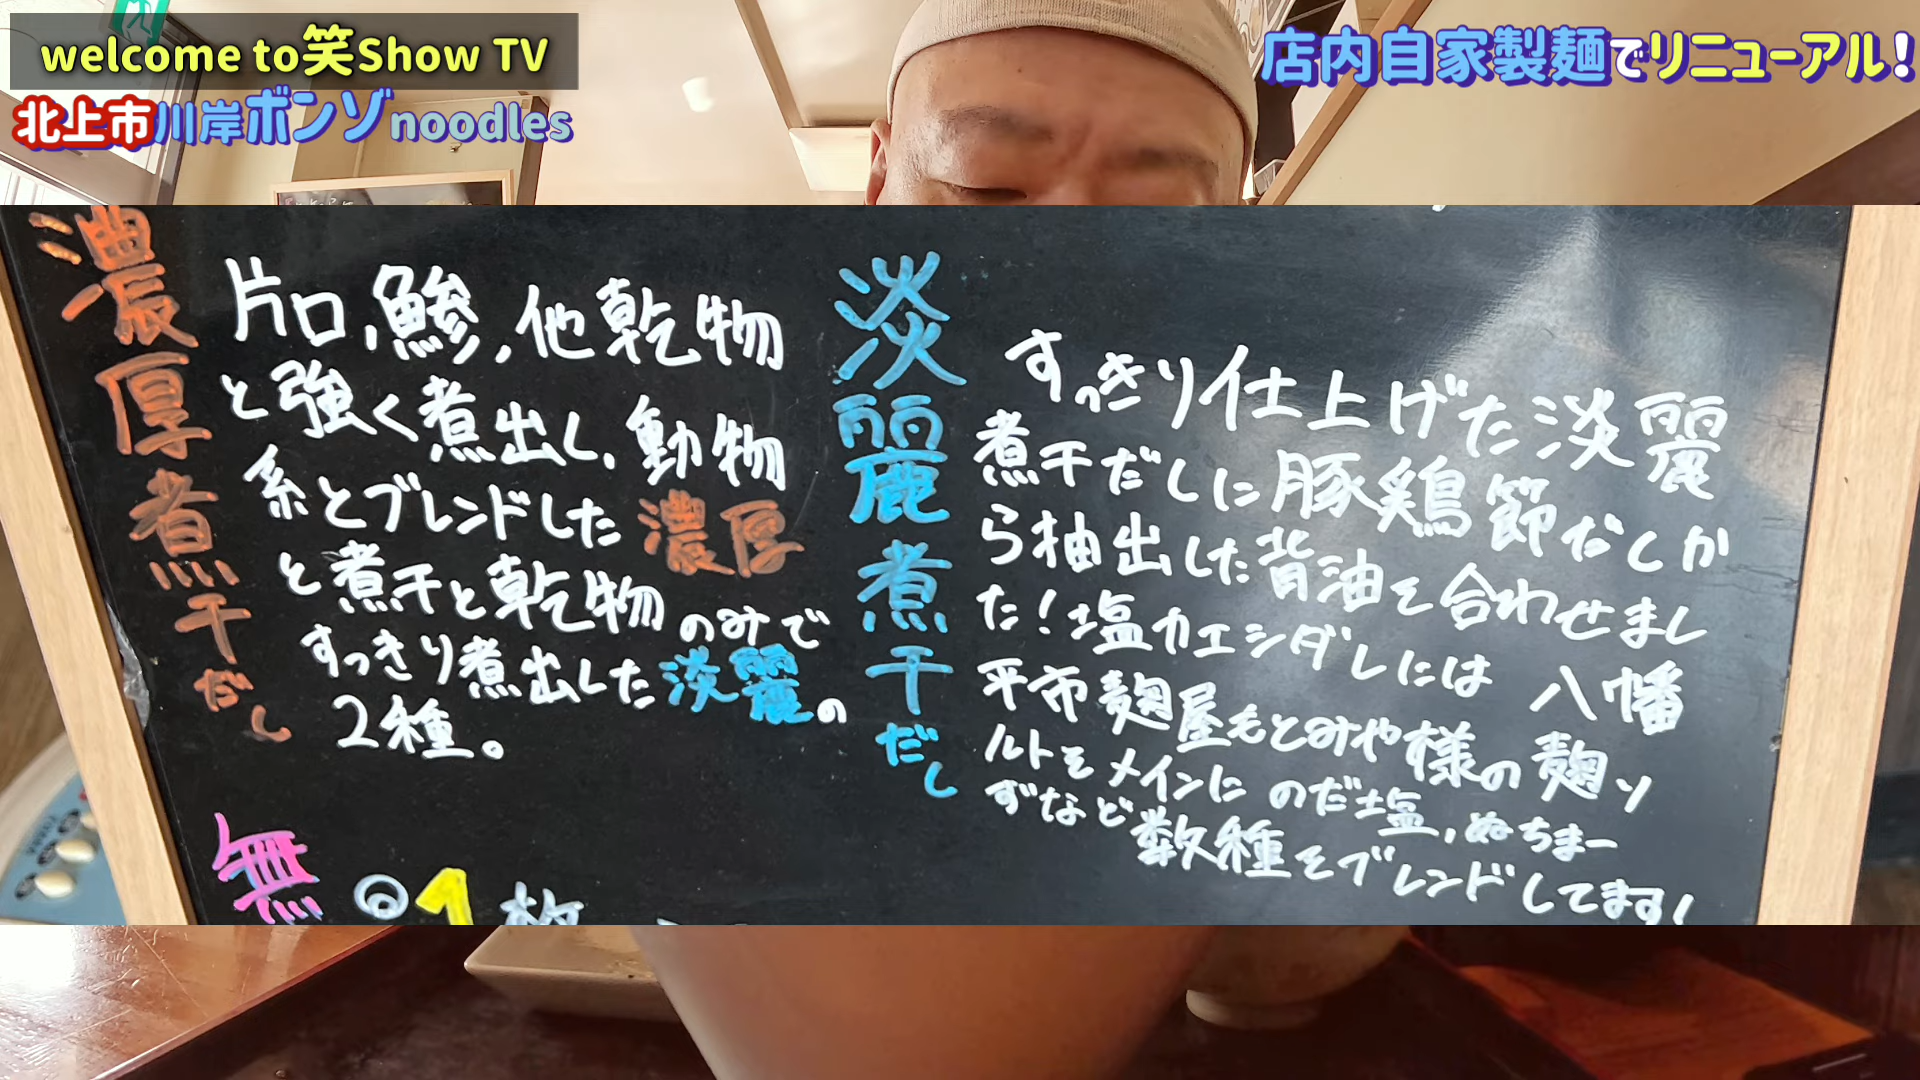 welcome to笑Show TV
北上市川岸ボンゾnoodles
店内自家製麺でリニューアル!
濃厚煮干だし
片口,鯵,他乾物
と強く煮出し、動物
系とブレンドした濃厚
と煮干と乾物のみで
すっきり煮出した淡麗の
2種。
淡麗煮干だし
すっきり仕上げた淡麗
煮干だしに豚鶏節だしか
ら抽出した背油を合わせまし
た!塩カエシダレには八幡
平市麹屋もとみや様の麹ソ
ルトをメインにのだ塩,ぬちまー
ずなど数種をブレンドしてます!
無
1